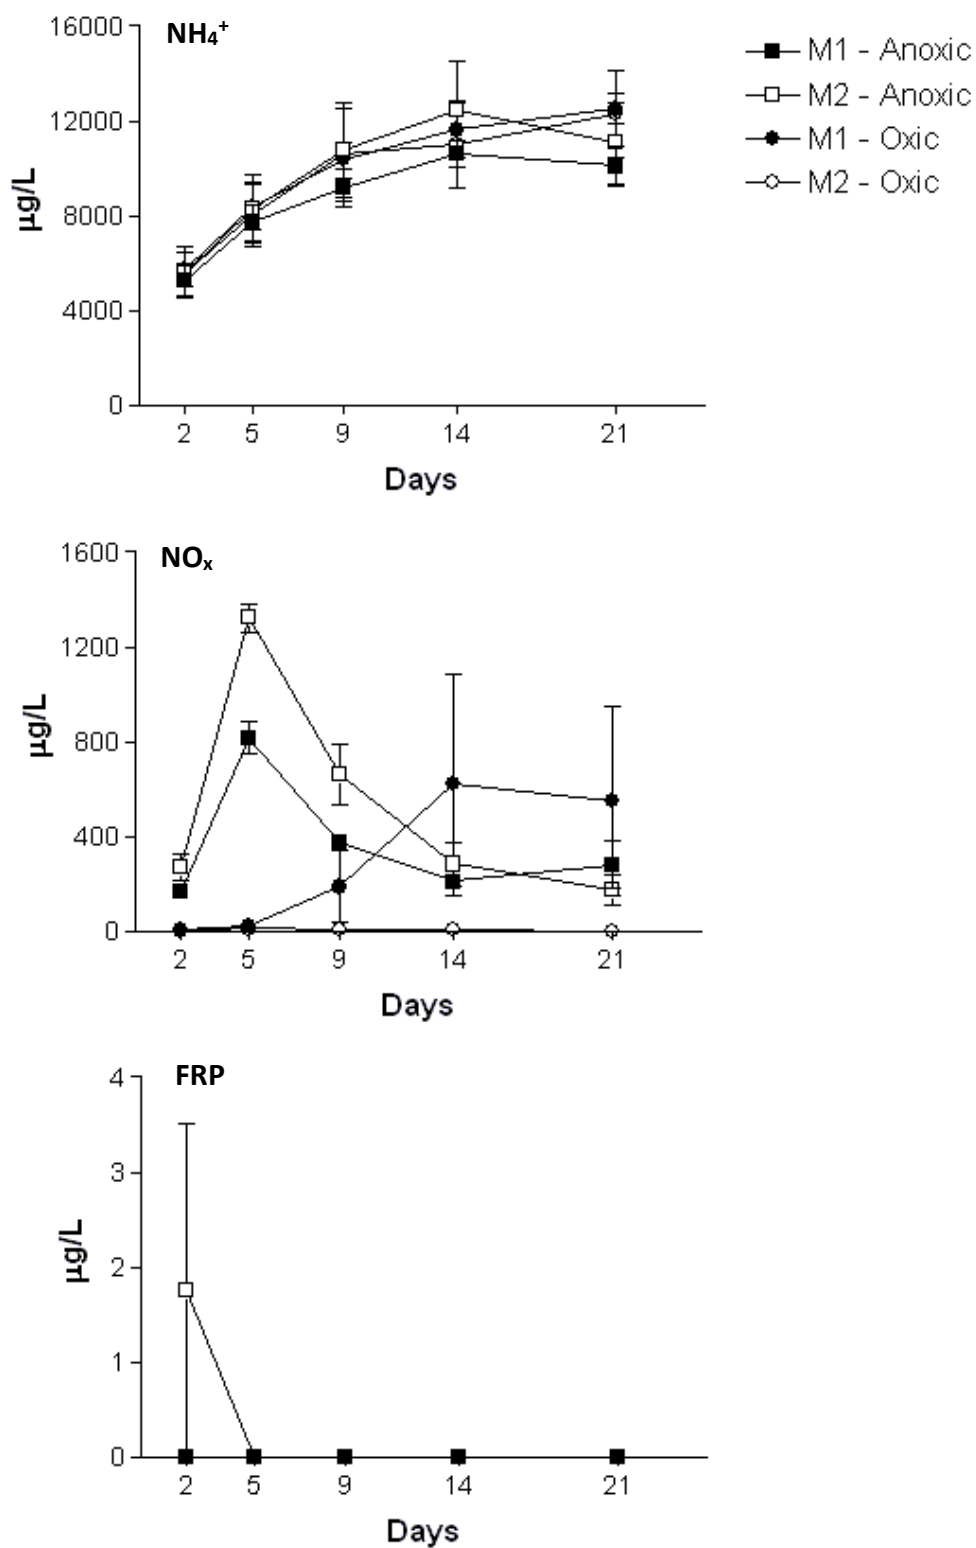 NH₄⁺
16000
12000
8000
4000
0
µg/L
2 5 9 14 21
Days
M1 - Anoxic
M2 - Anoxic
M1 - Oxic
M2 - Oxic
NOₓ
1600
1200
800
400
0
µg/L
2 5 9 14 21
Days
FRP
4
3
2
1
0
µg/L
2 5 9 14 21
Days